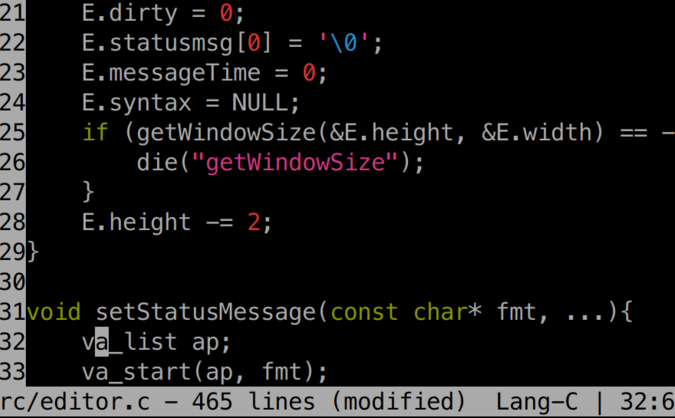 21    E.dirty = 0;
22    E.statusmsg[0] = '\0';
23    E.messageTime = 0;
24    E.syntax = NULL;
25    if (getWindowSize(&E.height, &E.width) == -
26        die("getWindowSize");
27    }
28    E.height -= 2;
29}
30
31void setStatusMessage(const char* fmt, ...){
32    va_list ap;
33    va_start(ap, fmt);
rc/editor.c - 465 lines (modified)  Lang-C | 32:6